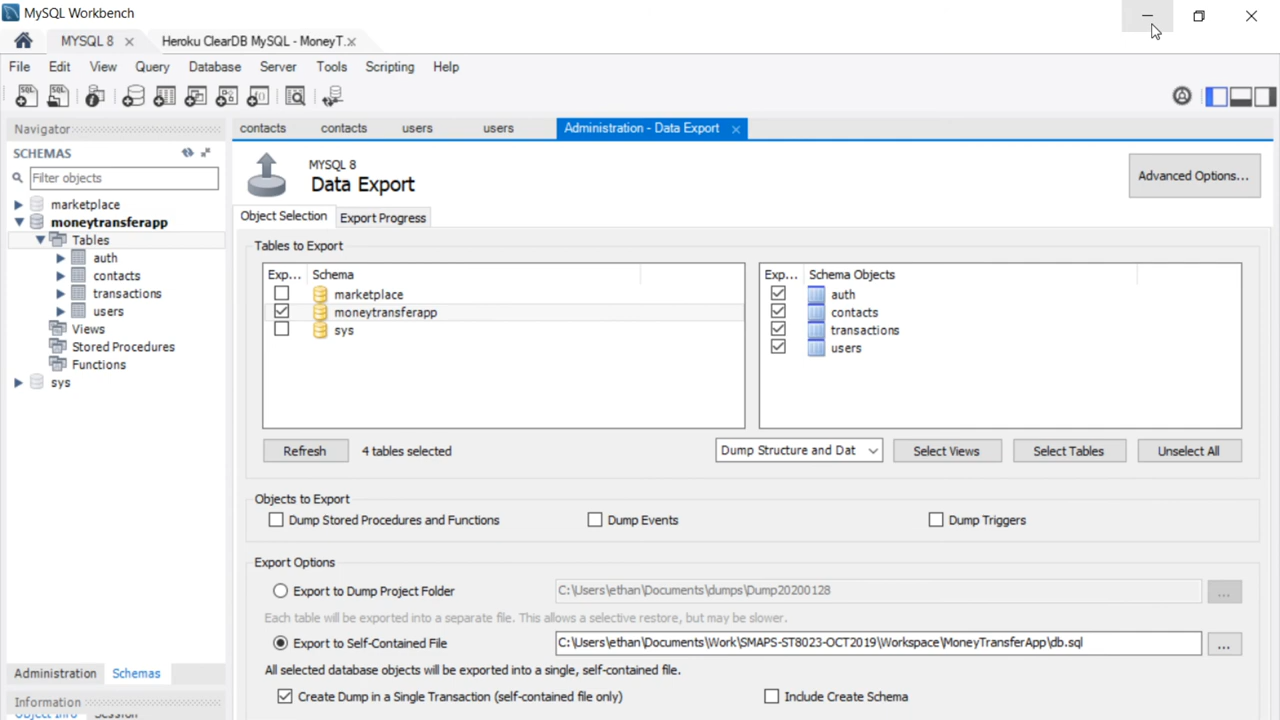 MySQL Workbench
MYSQL 8
Heroku ClearDB MySQL - MoneyT...
File Edit View Query Database Server Tools Scripting Help
Navigator
SCHEMAS
Filter objects
marketplace
moneytransferapp
Tables
auth
contacts
transactions
users
Views
Stored Procedures
Functions
sys
Administration Schemas
Information
Object Info Session
contacts contacts users users Administration - Data Export
MYSQL 8
Data Export
Advanced Options...
Object Selection Export Progress
Tables to Export
Exp... Schema
marketplace
moneytransferapp
sys
Exp... Schema Objects
auth
contacts
transactions
users
Refresh 4 tables selected Dump Structure and Dat Select Views Select Tables Unselect All
Objects to Export
Dump Stored Procedures and Functions Dump Events Dump Triggers
Export Options
Export to Dump Project Folder C:\Users\ethan\Documents\dumps\Dump20200128 ...
Each table will be exported into a separate file. This allows a selective restore, but may be slower.
Export to Self-Contained File C:\Users\ethan\Documents\Work\SMAPS-ST8023-OCT2019\Workspace\MoneyTransferApp\db.sql ...
All selected database objects will be exported into a single, self-contained file.
Create Dump in a Single Transaction (self-contained file only) Include Create Schema